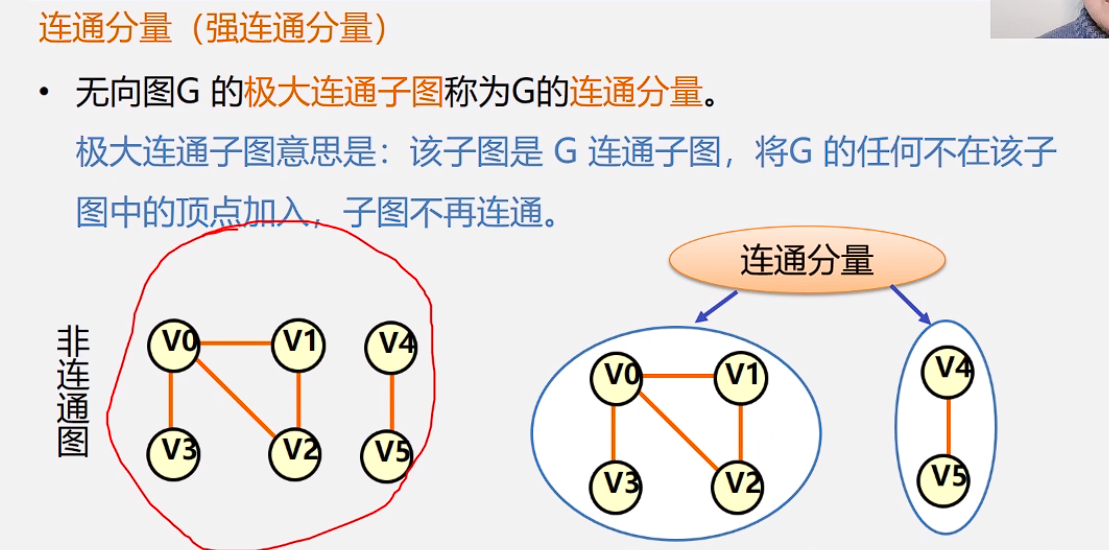 连通分量（强连通分量）
• 无向图G 的极大连通子图称为G的连通分量。
极大连通子图意思是：该子图是 G 连通子图，将G 的任何不在该子
图中的顶点加入，子图不再连通。
连通分量
非连通图
V0 V1 V4
V3 V2 V5
V0 V1
V3 V2
V4
V5